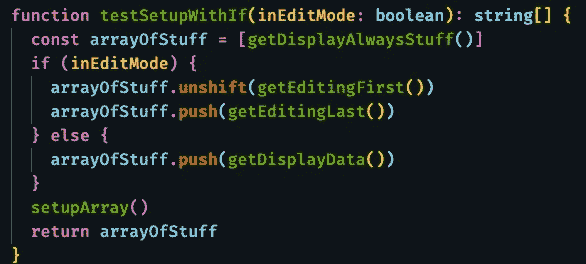 function testSetupWithIf(inEditMode: boolean): string[] {
  const arrayOfStuff = [getDisplayAlwaysStuff()]
  if (inEditMode) {
    arrayOfStuff.unshift(getEditingFirst())
    arrayOfStuff.push(getEditingLast())
  } else {
    arrayOfStuff.push(getDisplayData())
  }
  setupArray()
  return arrayOfStuff
}